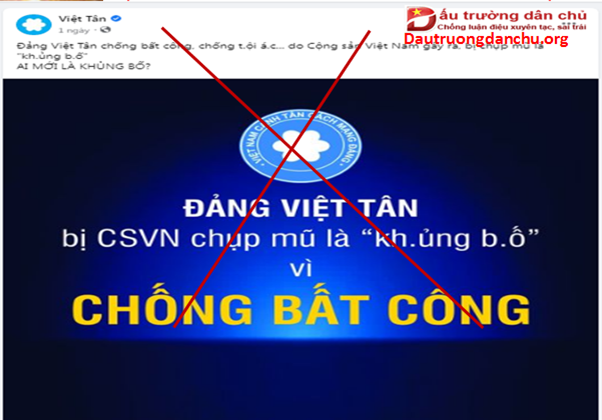 Việt Tân
1 ngày
Đấu trường dân chủ
Chống luận điệu xuyên tạc, sai trái
Dautruongdanchu.org
Đảng Việt Tân chống bất công, chống t.ội á.c... do Cộng sản Việt Nam gây ra, bị chụp mũ là
"kh.ủng b.ố"
AI MỚI LÀ KHỦNG BỐ?
VIỆT NAM CANH TÂN CÁCH MẠNG ĐẢNG
ĐẢNG VIỆT TÂN
bị CSVN chụp mũ là "kh.ủng b.ố"
vì
CHỐNG BẤT CÔNG